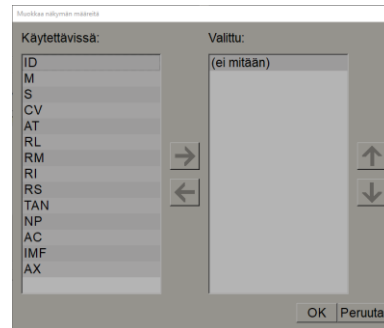 Muokkaa näkymän määreitä
Käytettävissä:
Valittu:
ID
M
S
CV
AT
RL
RM
RI
RS
TAN
NP
AC
IMF
AX
(ei mitään)
OK
Peruuta